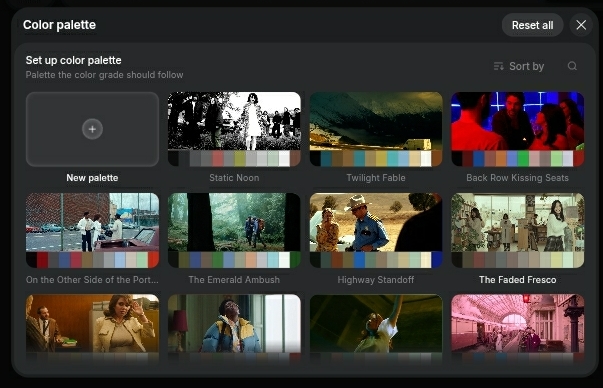 Color palette
Reset all
Set up color palette
Palette the color grade should follow
Sort by
New palette
Static Noon
Twilight Fable
Back Row Kissing Seats
On the Other Side of the Port...
The Emerald Ambush
Highway Standoff
The Faded Fresco